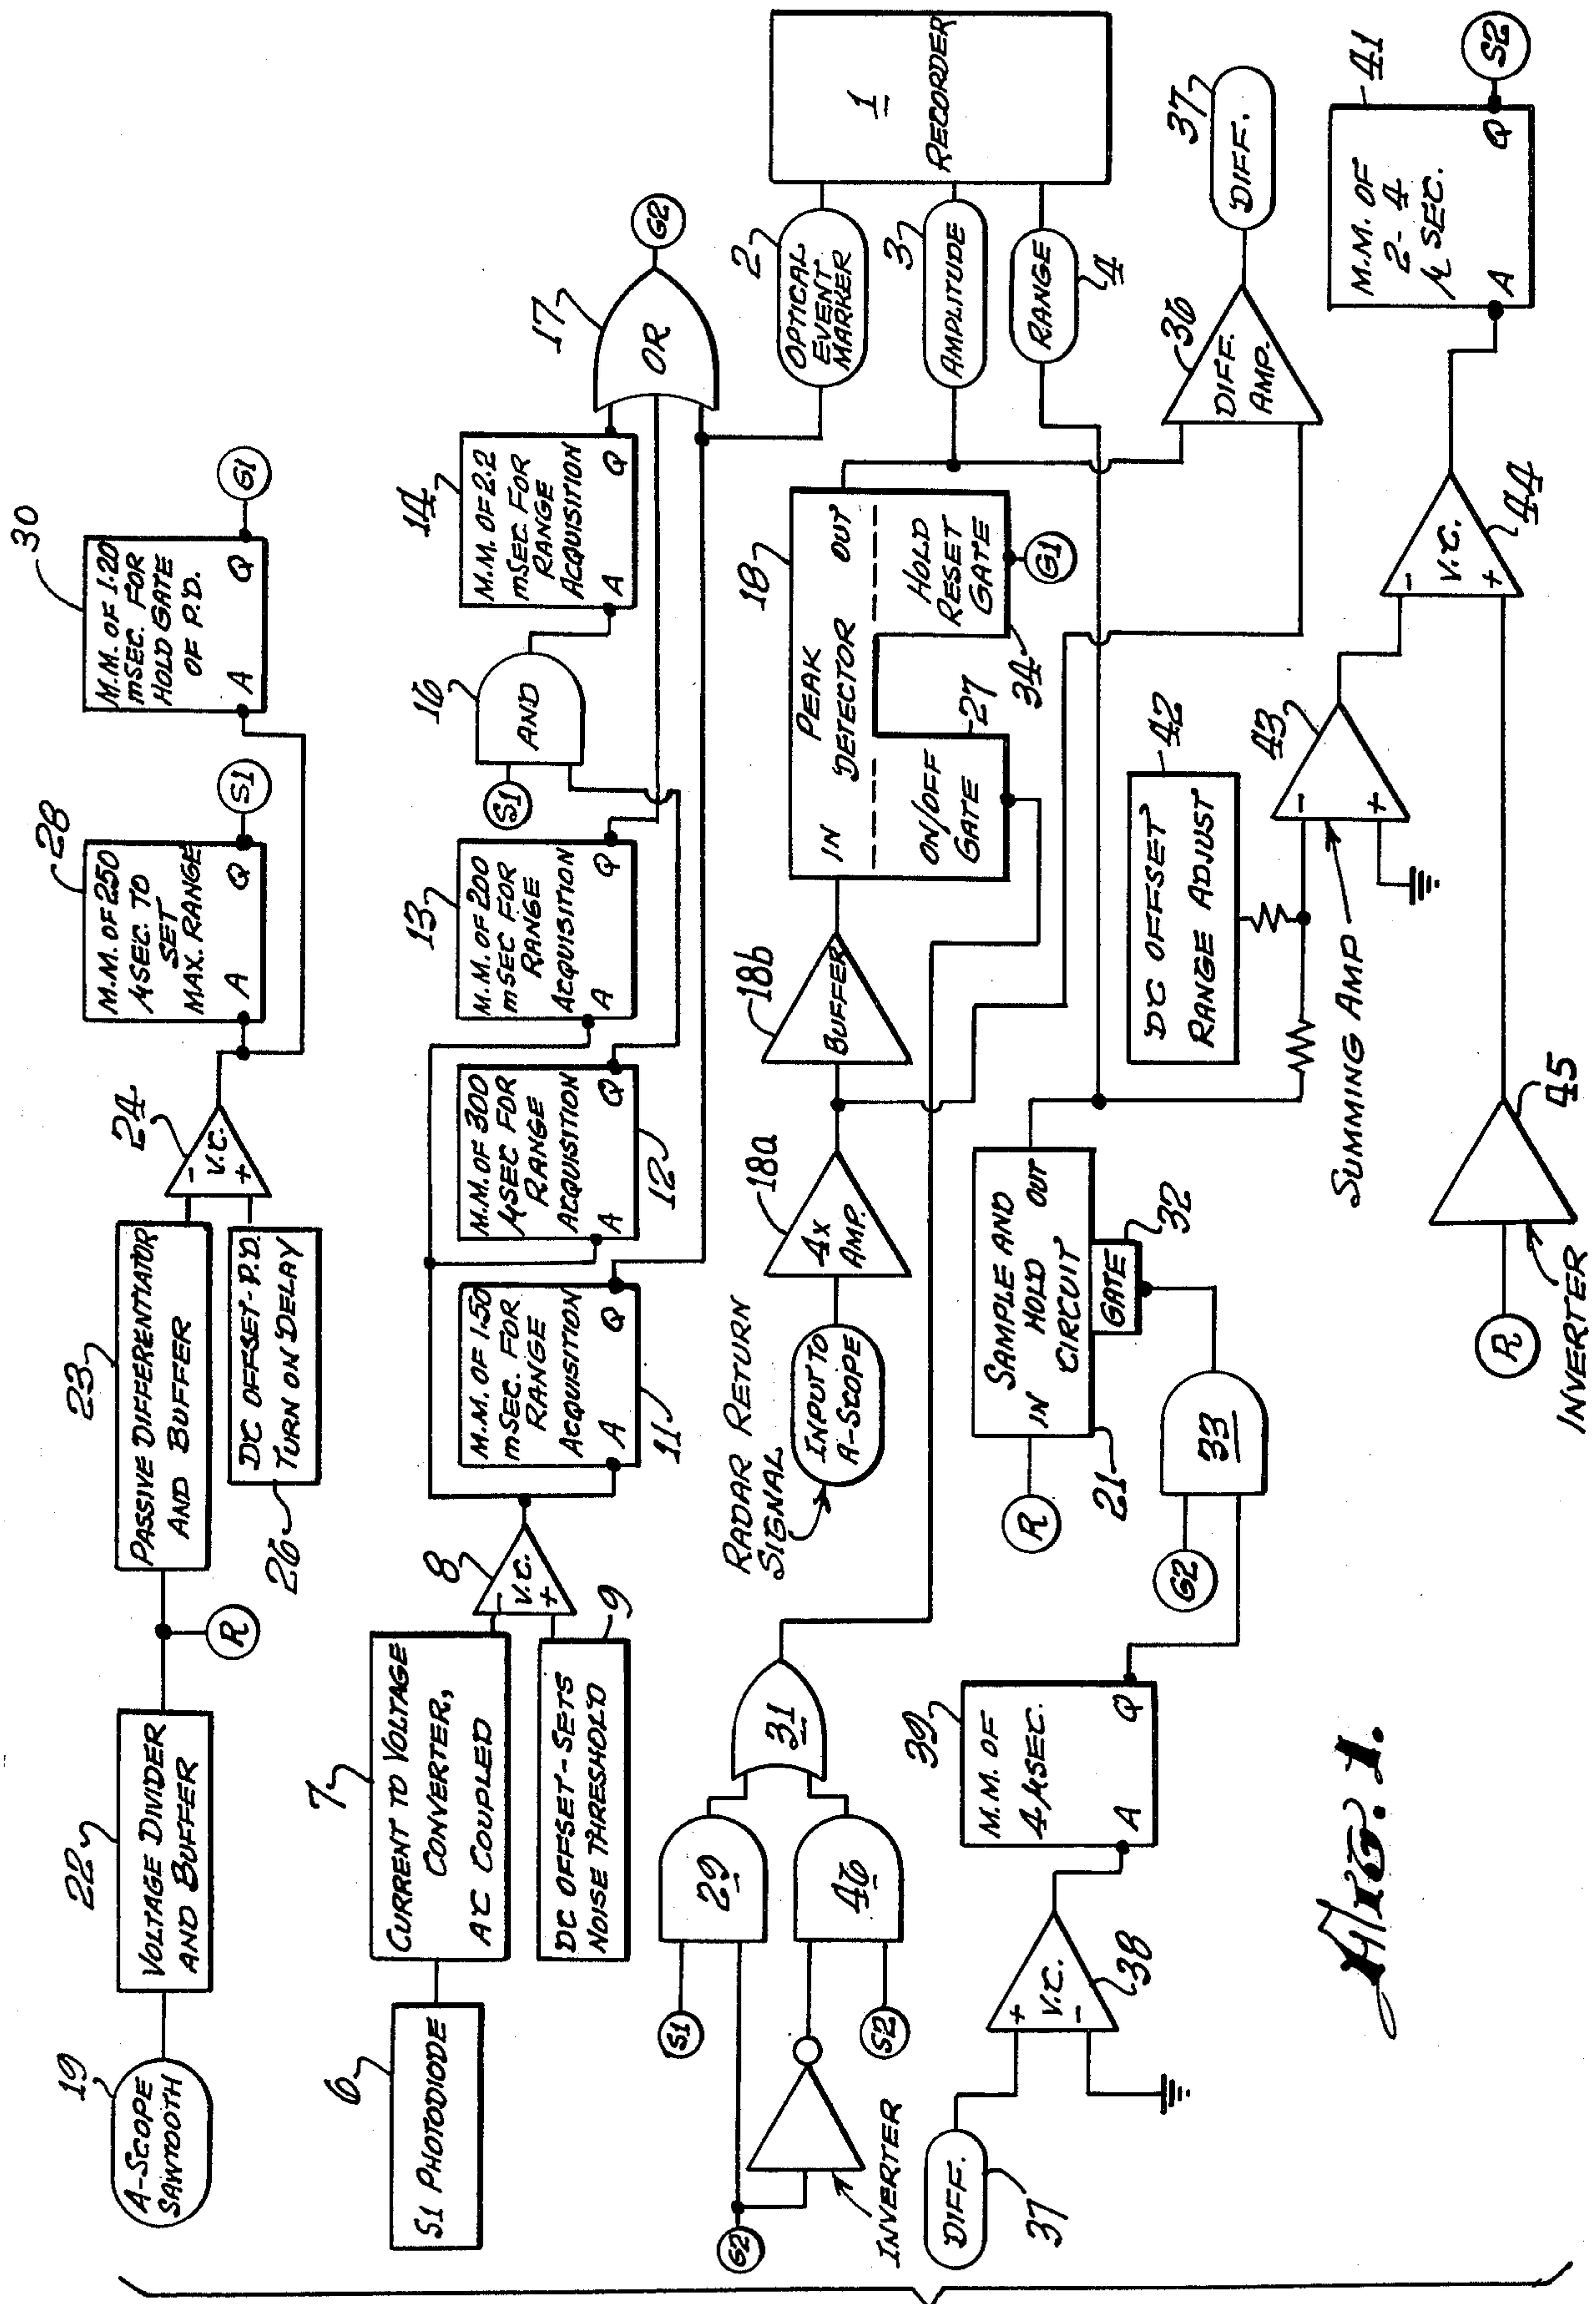 19
A-SCOPE
SAWTOOTH
22
VOLTAGE DIVIDER
AND BUFFER
R
23
PASSIVE DIFFERENTIATOR
AND BUFFER
DC OFFSET-P.D.
TURN ON DELAY
26
24
-
V.C.
+
28
M.M. OF 250
μSEC. TO
SET
MAX. RANGE
A Q
S1
30
M.M. OF 1.20
mSEC. FOR
HOLD GATE
OF P.D.
A Q
G1
6
S1 PHOTODIODE
7
CURRENT TO VOLTAGE
CONVERTER,
AC COUPLED
DC OFFSET-SETS
NOISE THRESHOLD
9
8
-
V.C.
+
M.M. OF 1.50
mSEC. FOR
RANGE
ACQUISITION
A Q
11
M.M. OF 300
μSEC FOR
RANGE
ACQUISITION
A Q
12
13
M.M. OF 200
mSEC FOR
RANGE
ACQUISITION
A Q
S1
16
AND
14
M.M. OF 2.2
mSEC FOR
RANGE
ACQUISITION
A Q
17
OR
G2
S1
G2
INVERTER
29
46
S2
31
RADAR RETURN
SIGNAL
INPUT TO
A-SCOPE
18a
4x
AMP.
18b
BUFFER
18
PEAK
DETECTOR
IN OUT
ON/OFF
GATE
27
HOLD
RESET
GATE
34
G1
2
OPTICAL
EVENT
MARKER
3
AMPLITUDE
RANGE
4
1
RECORDER
DIFF.
37
+
V.C.
-
38
39
M.M. OF
4 μSEC.
A Q
G2
33
R
SAMPLE AND
HOLD
CIRCUIT
IN OUT
21
GATE
32
DC OFFSET
RANGE ADJUST
42
SUMMING AMP
-
+
43
36
DIFF.
AMP.
37
DIFF.
R
INVERTER
45
-
V.C.
+
44
M.M. OF
2-4
μSEC.
A Q
41
S2
FIG. 1.